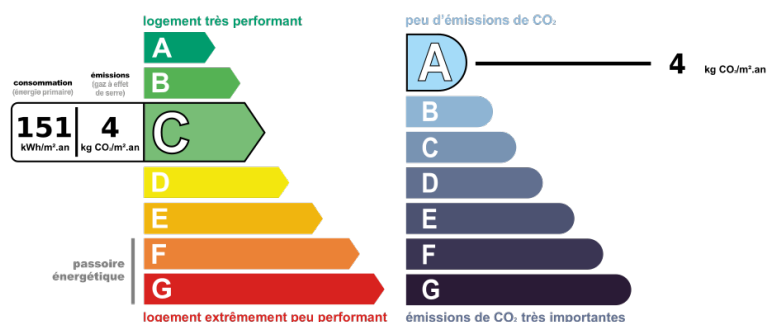 logement très performant
A
consommation
(énergie primaire)
émissions
(gaz à effet
de serre)
B
151
kWh/m².an
4
kg CO₂/m².an
C
D
E
F
G
passoire
énergétique
logement extrêmement peu performant
peu d'émissions de CO₂
A
4
kg CO₂/m².an
B
C
D
E
F
G
émissions de CO₂ très importantes